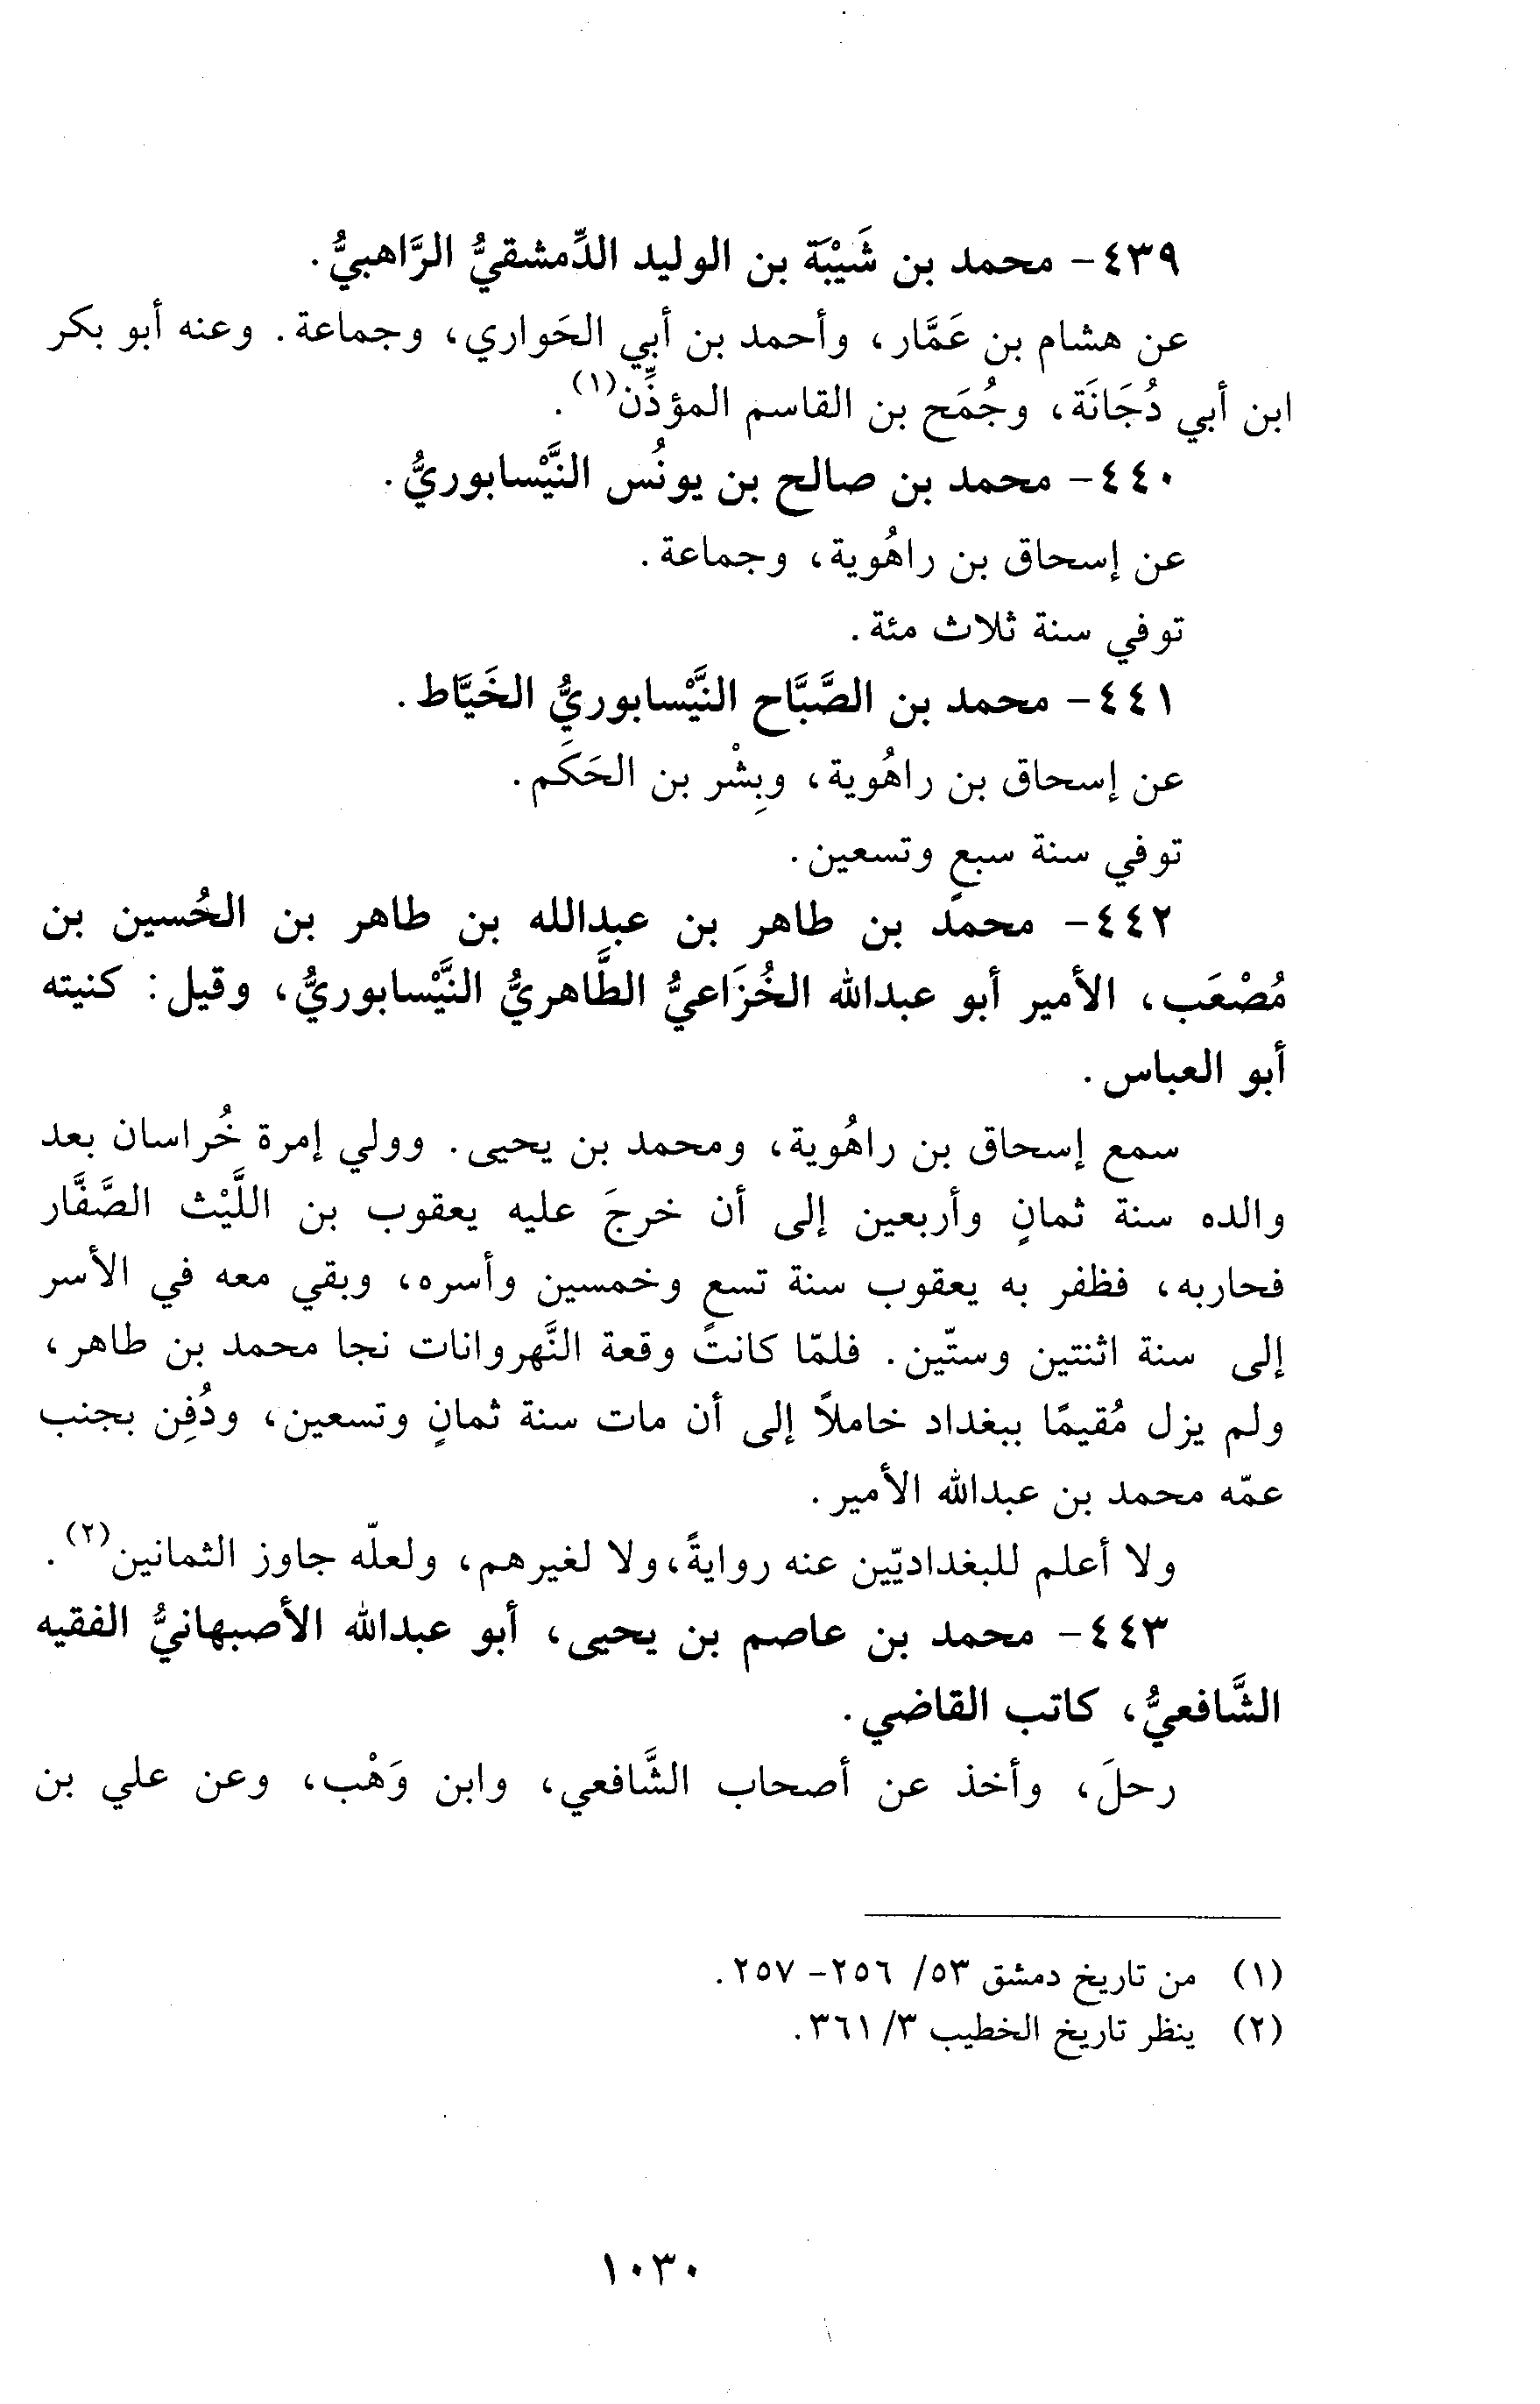 ٤٣٩- محمد بن شَيْبَة بن الوليد الدِّمشقيُّ الرَّاهبيُّ.
عن هشام بن عَمَّار، وأحمد بن أبي الحَواري، وجماعة. وعنه أبو بكر
ابن أبي دُجَانَة، وجُمَح بن القاسم المؤذِّن(١).
٤٤٠- محمد بن صالح بن يونُس النَّيْسابوريُّ.
عن إسحاق بن راهُوية، وجماعة.
توفي سنة ثلاث مئة.
٤٤١- محمد بن الصَّبَّاح النَّيْسابوريُّ الخَيَّاط.
عن إسحاق بن راهُوية، وبِشْر بن الحَكَم.
توفي سنة سبعٍ وتسعين.
٤٤٢- محمد بن طاهر بن عبدالله بن طاهر بن الحُسين بن
مُصْعَب، الأمير أبو عبدالله الخُزَاعيُّ الطَّاهريُّ النَّيْسابوريُّ، وقيل: كنيته
أبو العباس.
سمع إسحاق بن راهُوية، ومحمد بن يحيى. وولي إمرة خُراسان بعد
والده سنة ثمانٍ وأربعين إلى أن خرجَ عليه يعقوب بن اللَّيْث الصَّفَّار
فحاربه، فظفر به يعقوب سنة تسعٍ وخمسين وأسره، وبقي معه في الأسر
إلى سنة اثنتين وستّين. فلمّا كانت وقعة النَّهروانات نجا محمد بن طاهر،
ولم يزل مُقيمًا ببغداد خاملاً إلى أن مات سنة ثمانٍ وتسعين، ودُفِن بجنب
عمّه محمد بن عبدالله الأمير.
ولا أعلم للبغداديّين عنه روايةً، ولا لغيرهم، ولعلّه جاوز الثمانين(٢).
٤٤٣- محمد بن عاصم بن يحيى، أبو عبدالله الأصبهانيُّ الفقيه
الشَّافعيُّ، كاتب القاضي.
رحلَ، وأخذ عن أصحاب الشَّافعي، وابن وَهْب، وعن علي بن
(١) من تاريخ دمشق ٥٣/ ٢٥٦- ٢٥٧.
(٢) ينظر تاريخ الخطيب ٣/ ٣٦١.
١٠٣٠